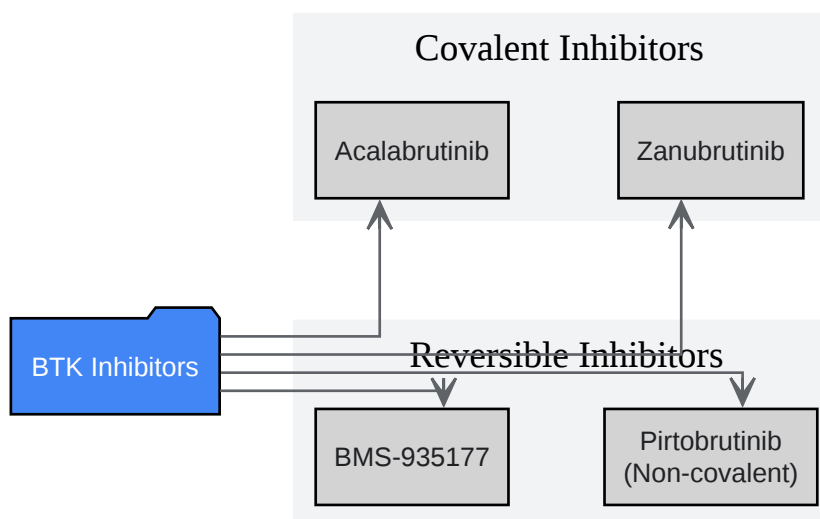 Covalent Inhibitors
Acalabrutinib
Zanubrutinib
BTK Inhibitors
Reversible Inhibitors
BMS-935177
Pirtobrutinib
(Non-covalent)